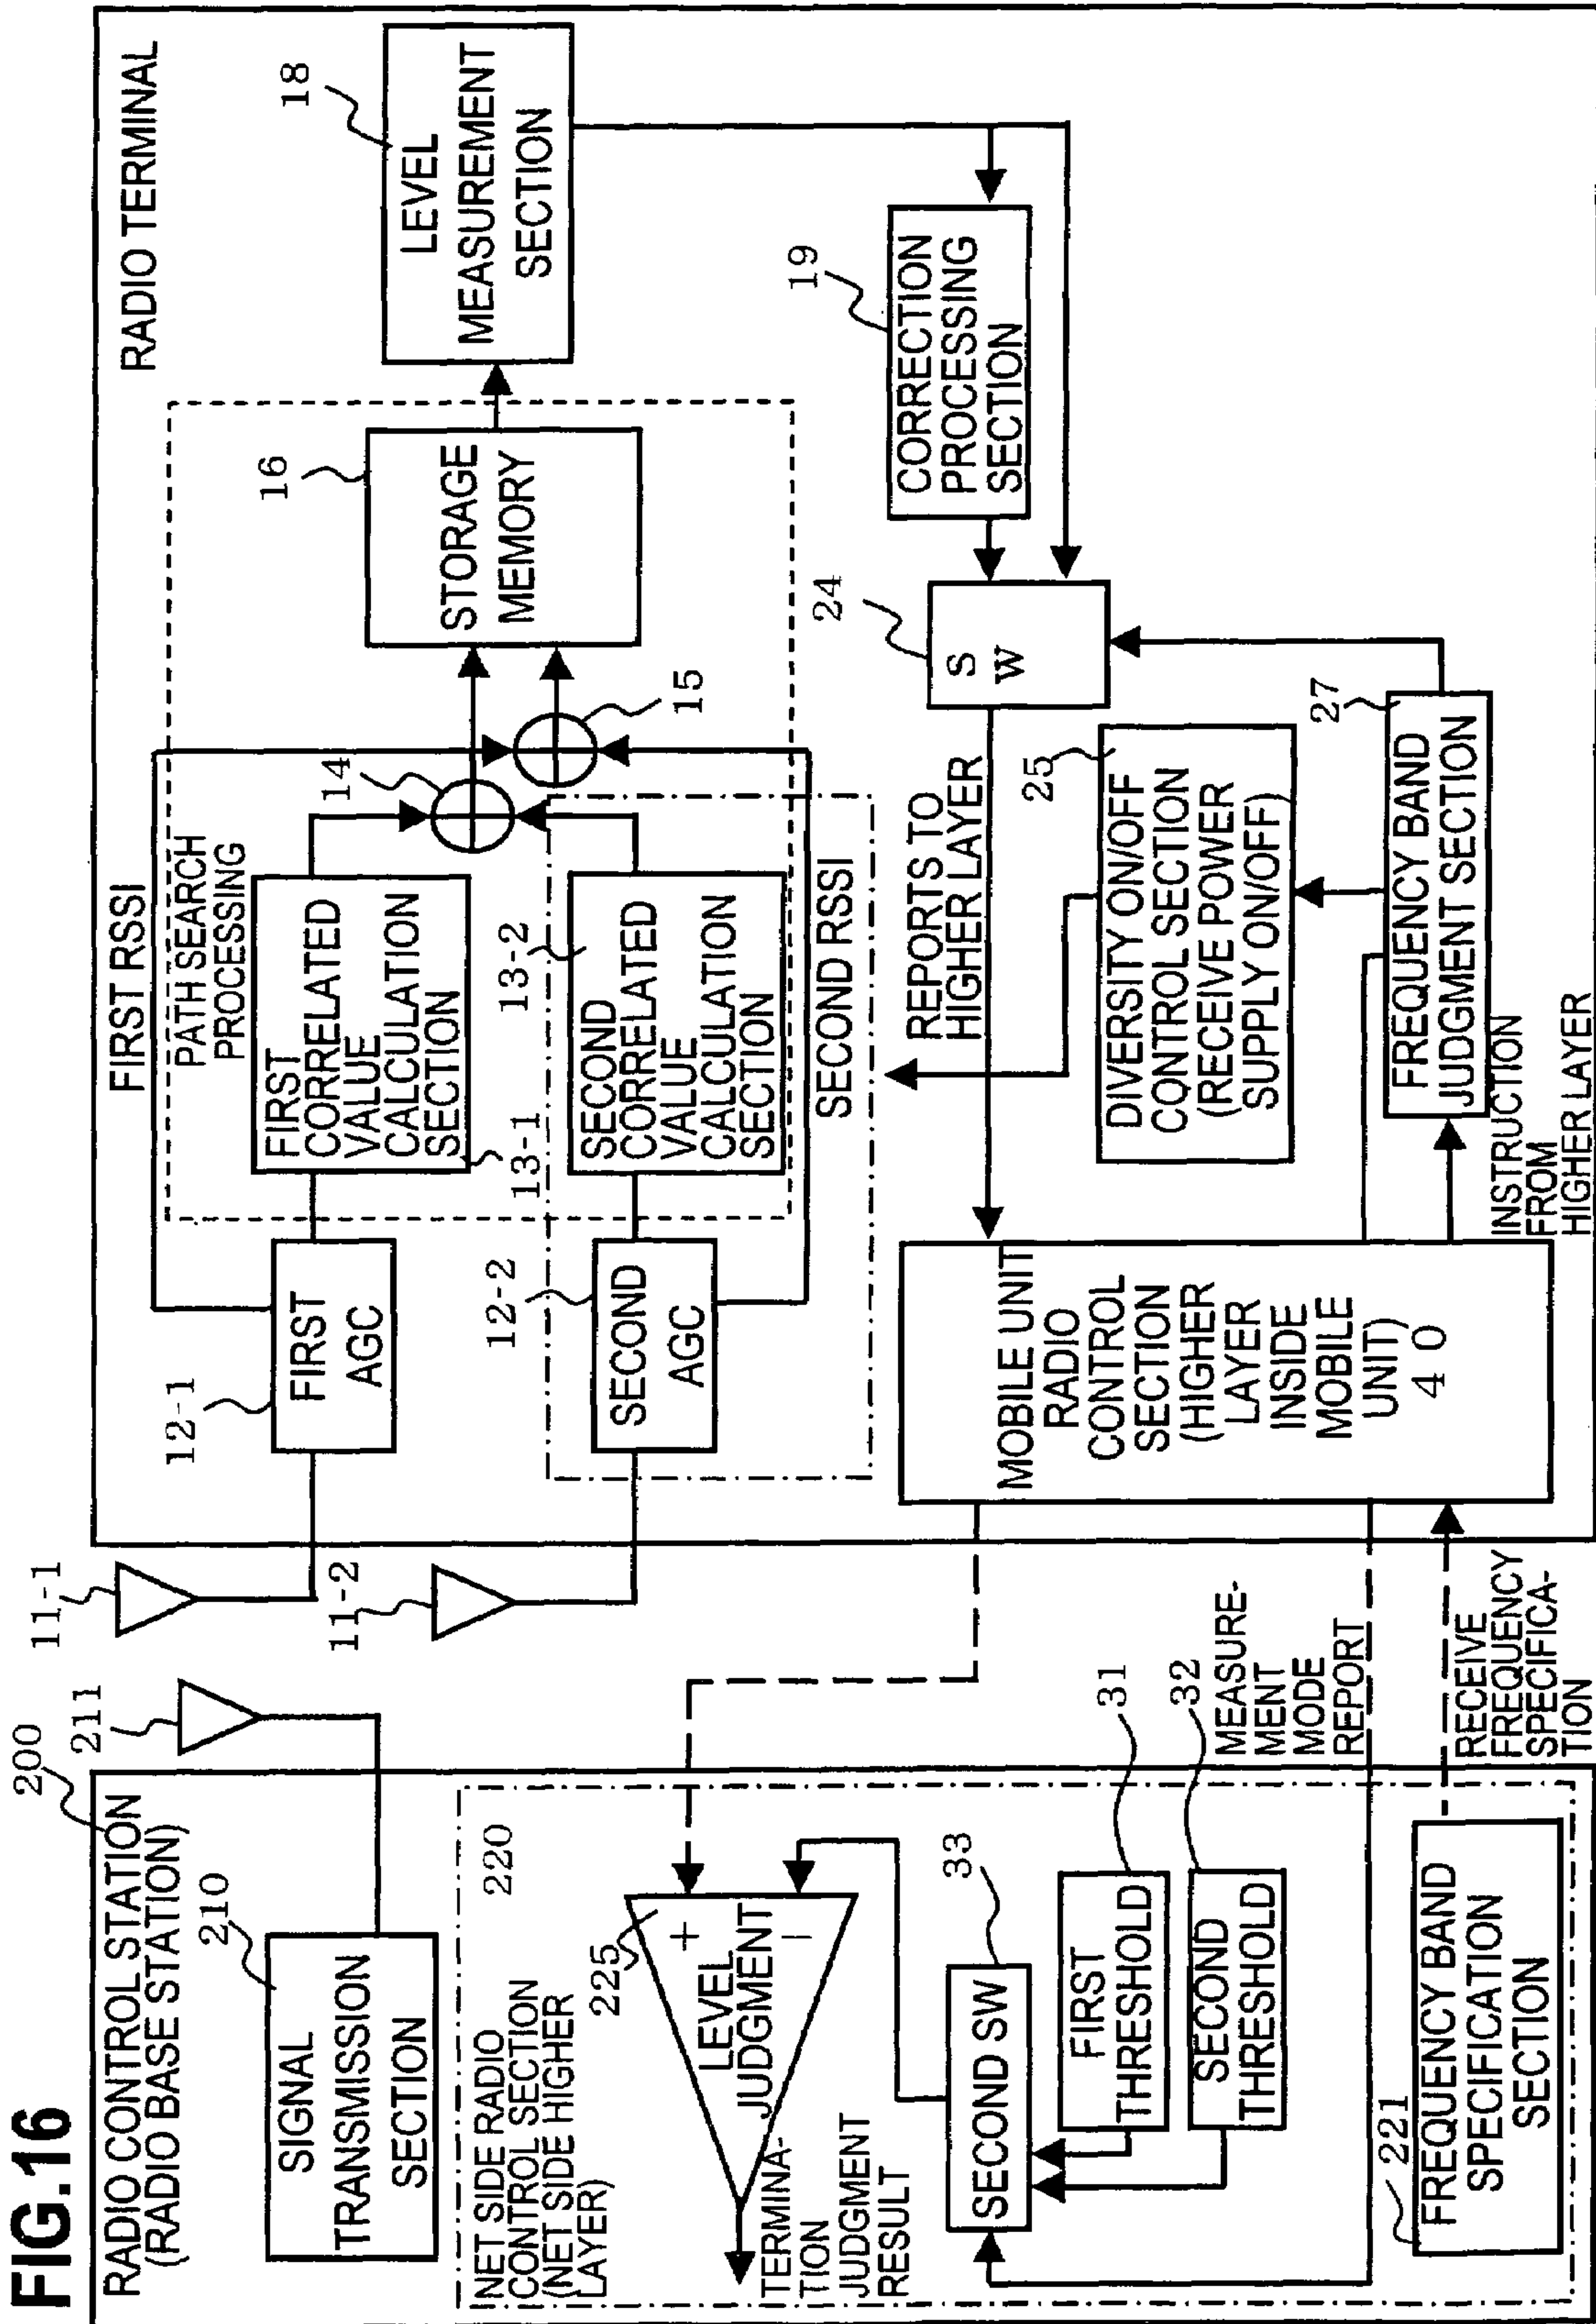 FIG.16
RADIO CONTROL STATION
(RADIO BASE STATION)
200
210
SIGNAL
TRANSMISSION
SECTION
211
NET SIDE RADIO
CONTROL SECTION
(NET SIDE HIGHER
LAYER)
220
225
LEVEL
JUDGMENT
+
−
TERMINA-
TION
JUDGMENT
RESULT
33
SECOND SW
31
FIRST
THRESHOLD
32
SECOND
THRESHOLD
221
FREQUENCY BAND
SPECIFICATION
SECTION
MEASURE-
MENT
MODE
REPORT
RECEIVE
FREQUENCY
SPECIFICA-
TION
RADIO TERMINAL
11-1
11-2
12-1
FIRST
AGC
12-2
SECOND
AGC
FIRST RSSI
PATH SEARCH
PROCESSING
FIRST
CORRELATED
VALUE
CALCULATION
SECTION
13-1
13-2
SECOND
CORRELATED
VALUE
CALCULATION
SECTION
SECOND RSSI
14
15
16
STORAGE
MEMORY
18
LEVEL
MEASUREMENT
SECTION
19
CORRECTION
PROCESSING
SECTION
24
S
W
REPORTS TO
HIGHER LAYER
25
DIVERSITY ON/OFF
CONTROL SECTION
(RECEIVE POWER
SUPPLY ON/OFF)
27
FREQUENCY BAND
JUDGMENT SECTION
INSTRUCTION
FROM
HIGHER LAYER
MOBILE UNIT
RADIO
CONTROL
SECTION
(HIGHER
LAYER
INSIDE
MOBILE
UNIT)
4 0